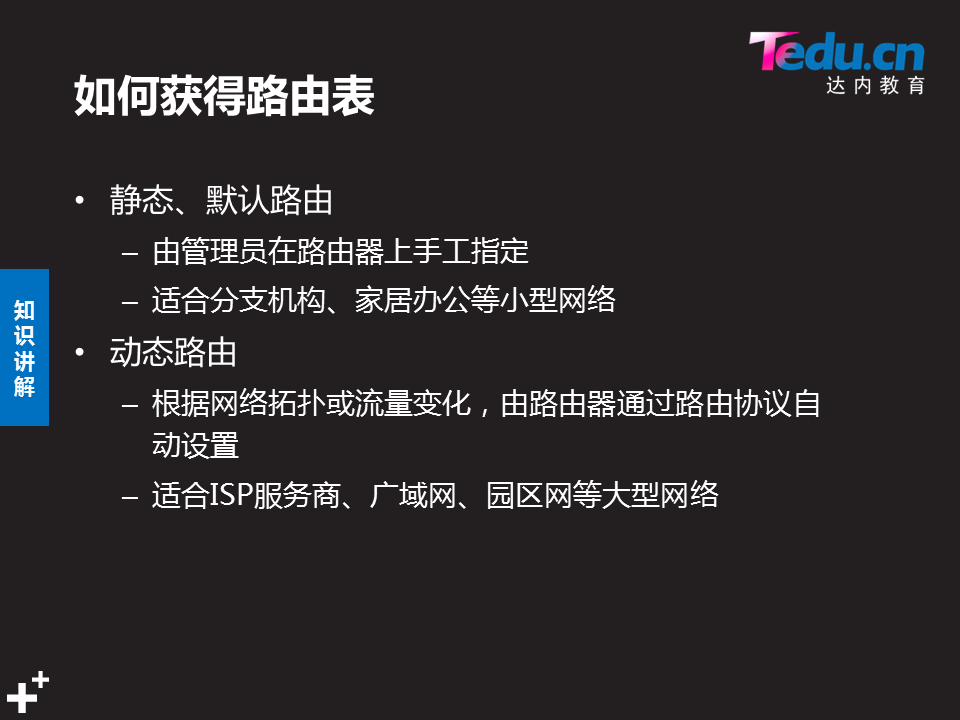 Tedu.cn
达内教育
如何获得路由表
• 静态、默认路由
– 由管理员在路由器上手工指定
– 适合分支机构、家居办公等小型网络
• 动态路由
– 根据网络拓扑或流量变化，由路由器通过路由协议自
动设置
– 适合ISP服务商、广域网、园区网等大型网络
知
识
讲
解